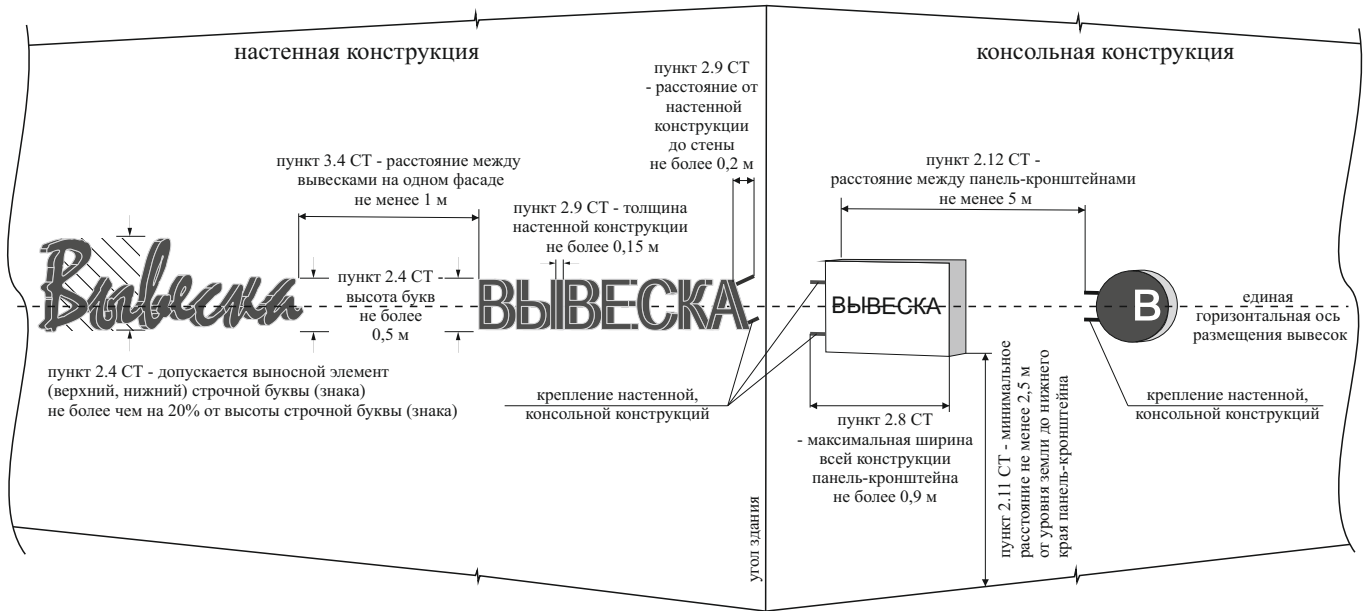 настенная конструкция
консольная конструкция
пункт 2.9 СТ
- расстояние от
настенной
конструкции
до стены
не более 0,2 м
пункт 3.4 СТ - расстояние между
вывесками на одном фасаде
не менее 1 м
пункт 2.9 СТ - толщина
настенной конструкции
не более 0,15 м
пункт 2.12 СТ -
расстояние между панель-кронштейнами
не менее 5 м
Вывеска
пункт 2.4 СТ -
высота букв
не более
0,5 м
ВЫВЕСКА
ВЫВЕСКА
В
единая
горизонтальная ось
размещения вывесок
пункт 2.4 СТ - допускается выносной элемент
(верхний, нижний) строчной буквы (знака)
не более чем на 20% от высоты строчной буквы (знака)
крепление настенной,
консольной конструкций
пункт 2.8 СТ
- максимальная ширина
всей конструкции
панель-кронштейна
не более 0,9 м
пункт 2.11 СТ - минимальное
расстояние не менее 2,5 м
от уровня земли до нижнего
края панель-кронштейна
крепление настенной,
консольной конструкций
угол здания